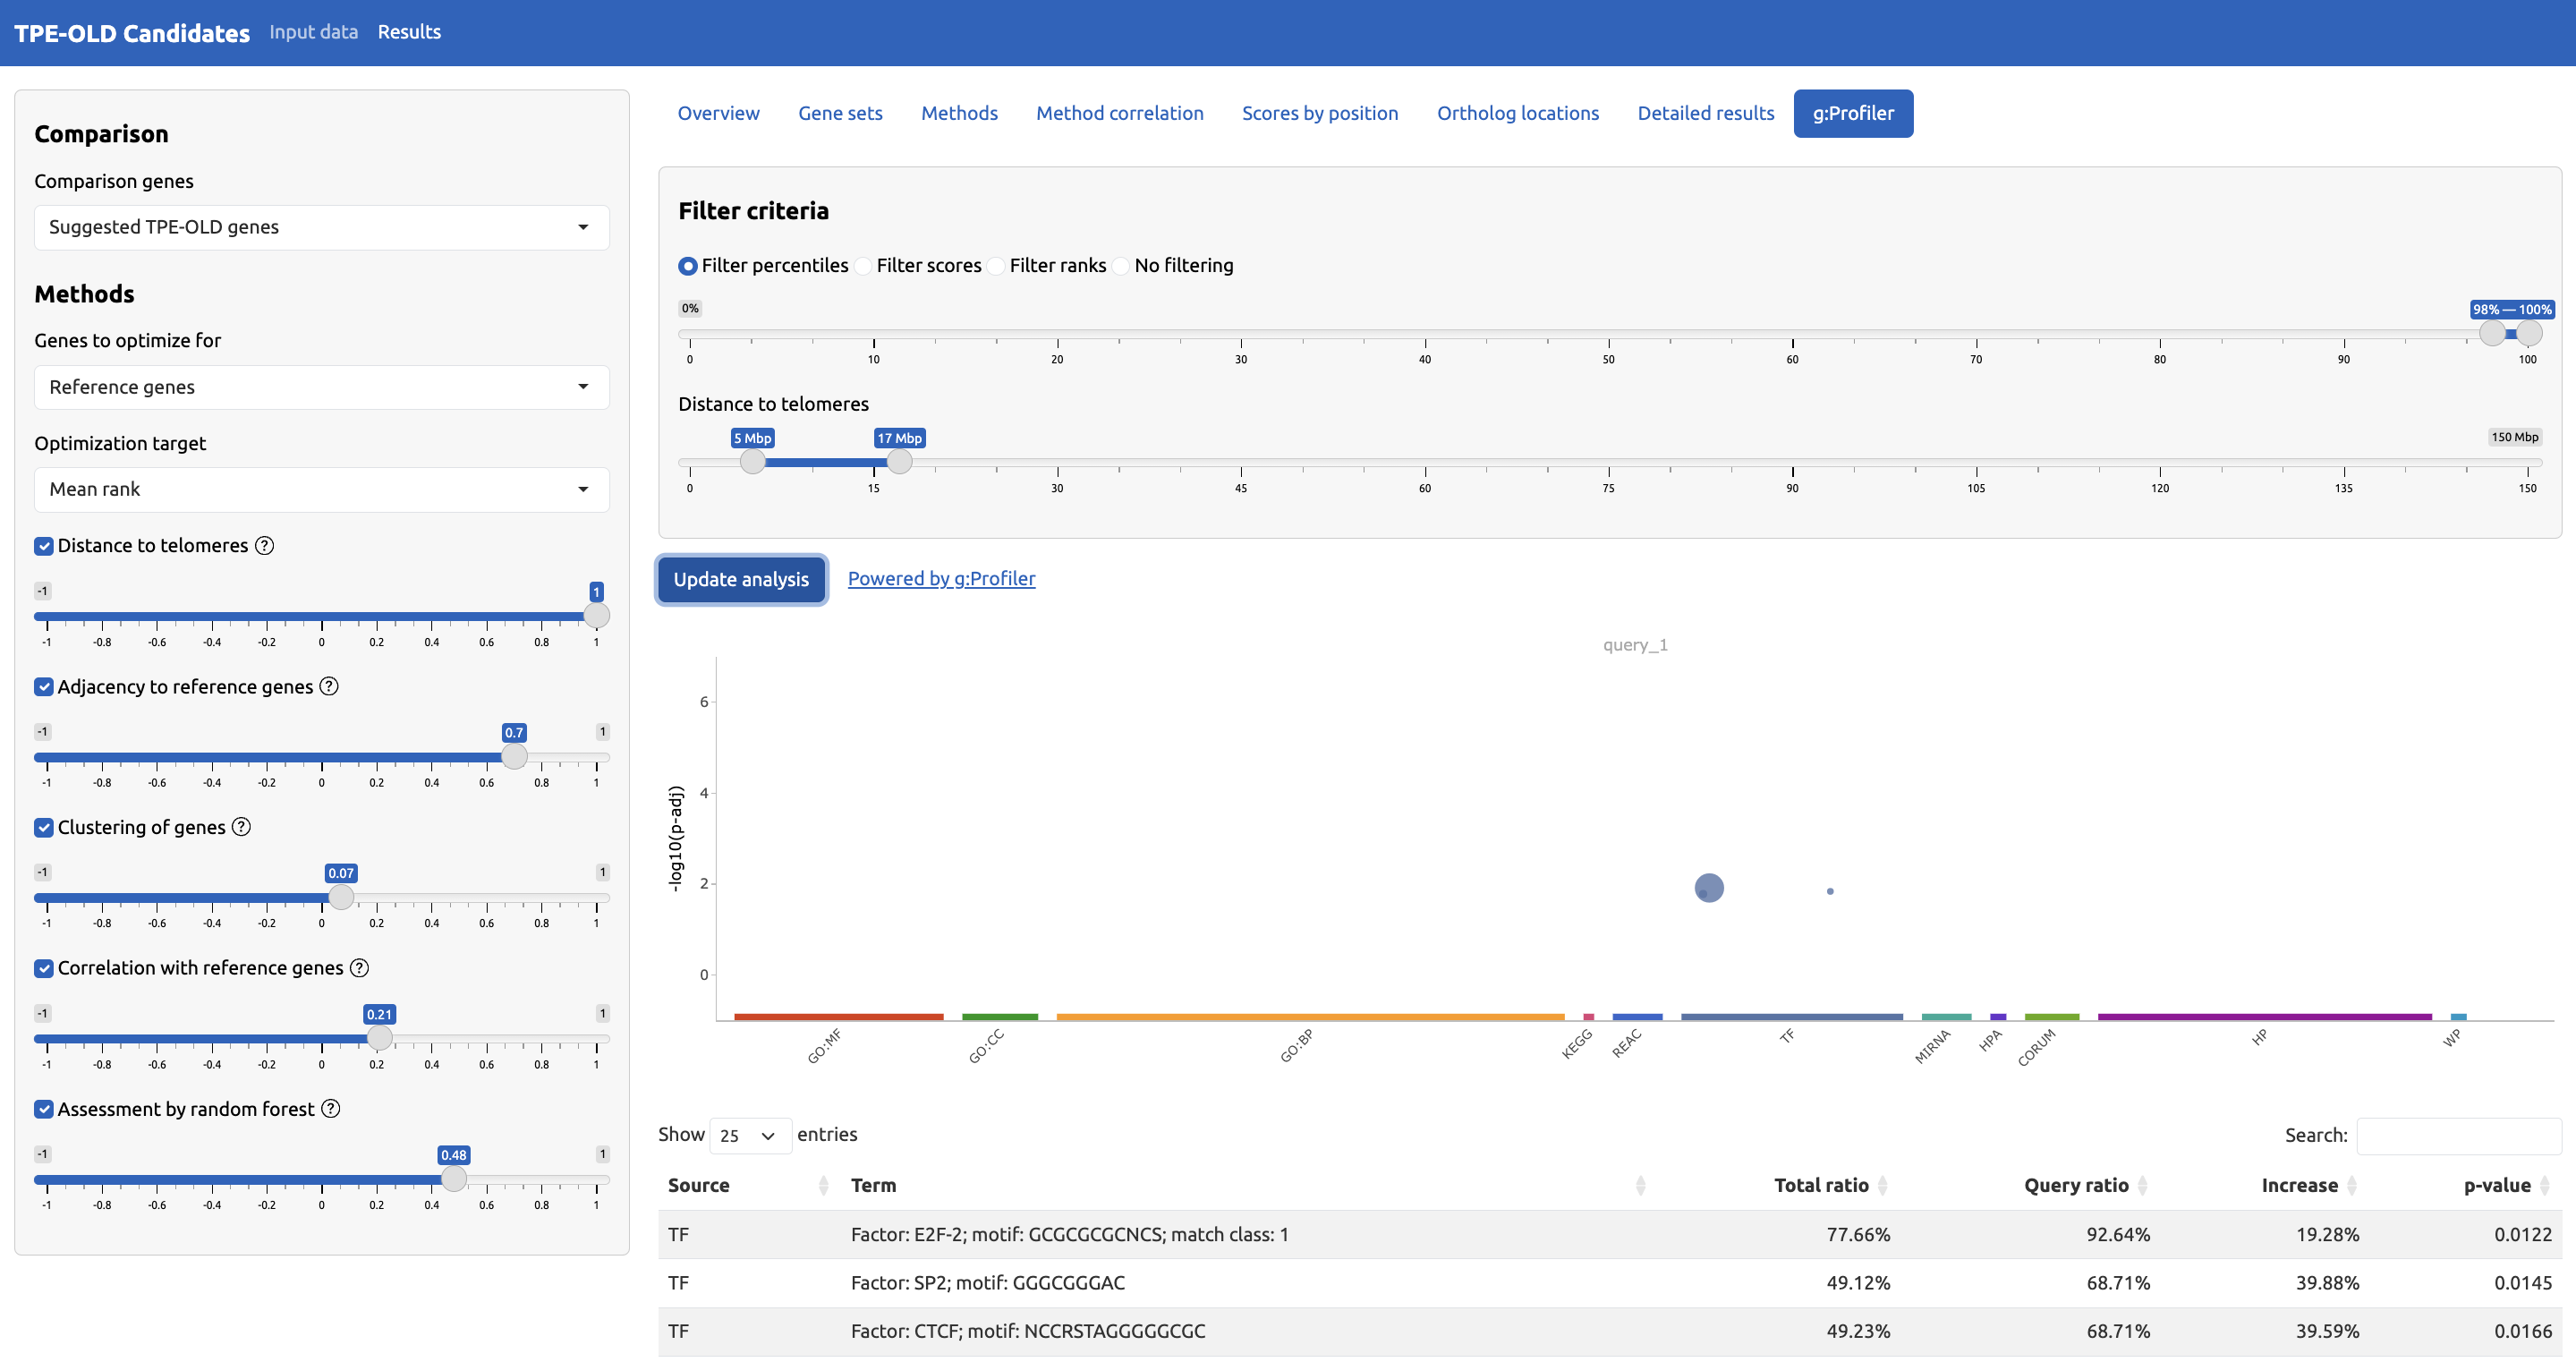 TPE-OLD Candidates Input data Results
Comparison
Comparison genes
Suggested TPE-OLD genes
Methods
Genes to optimize for
Reference genes
Optimization target
Mean rank
Distance to telomeres ?
-1 1
-1 -0.8 -0.6 -0.4 -0.2 0 0.2 0.4 0.6 0.8 1
Adjacency to reference genes ?
-1 0.7 1
-1 -0.8 -0.6 -0.4 -0.2 0 0.2 0.4 0.6 0.8 1
Clustering of genes ?
-1 0.07 1
-1 -0.8 -0.6 -0.4 -0.2 0 0.2 0.4 0.6 0.8 1
Correlation with reference genes ?
-1 0.21 1
-1 -0.8 -0.6 -0.4 -0.2 0 0.2 0.4 0.6 0.8 1
Assessment by random forest ?
-1 0.48 1
-1 -0.8 -0.6 -0.4 -0.2 0 0.2 0.4 0.6 0.8 1
Overview Gene sets Methods Method correlation Scores by position Ortholog locations Detailed results g:Profiler
Filter criteria
Filter percentiles Filter scores Filter ranks No filtering
0% 98% — 100%
0 10 20 30 40 50 60 70 80 90 100
Distance to telomeres
5 Mbp 17 Mbp 150 Mbp
0 15 30 45 60 75 90 105 120 135 150
Update analysis Powered by g:Profiler
query_1
-log10(p-adj)
6
4
2
0
GO:MF GO:CC GO:BP KEGG REAC TF MIRNA HPA CORUM HP WP
Show 25 entries Search:
Source Term Total ratio Query ratio Increase p-value
TF Factor: E2F-2; motif: GCGCGCGCNCS; match class: 1 77.66% 92.64% 19.28% 0.0122
TF Factor: SP2; motif: GGGCGGGAC 49.12% 68.71% 39.88% 0.0145
TF Factor: CTCF; motif: NCCRSTAGGGGGCGC 49.23% 68.71% 39.59% 0.0166